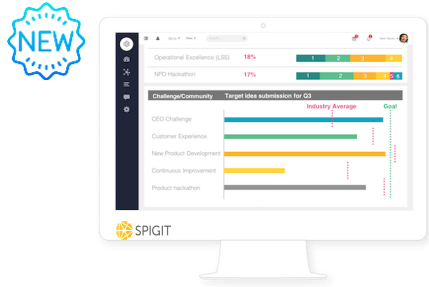 NEW
Operational Excellence (LSS) 18% 1 2 3 4
NPD Hackathon 17% 1 2 3 4 5 6
Challenge/Community Target idea submission for Q3
Industry Average Goal
CEO Challenge
Customer Experience
New Product Development
Continuous Improvement
Product hackathon
SPIGIT